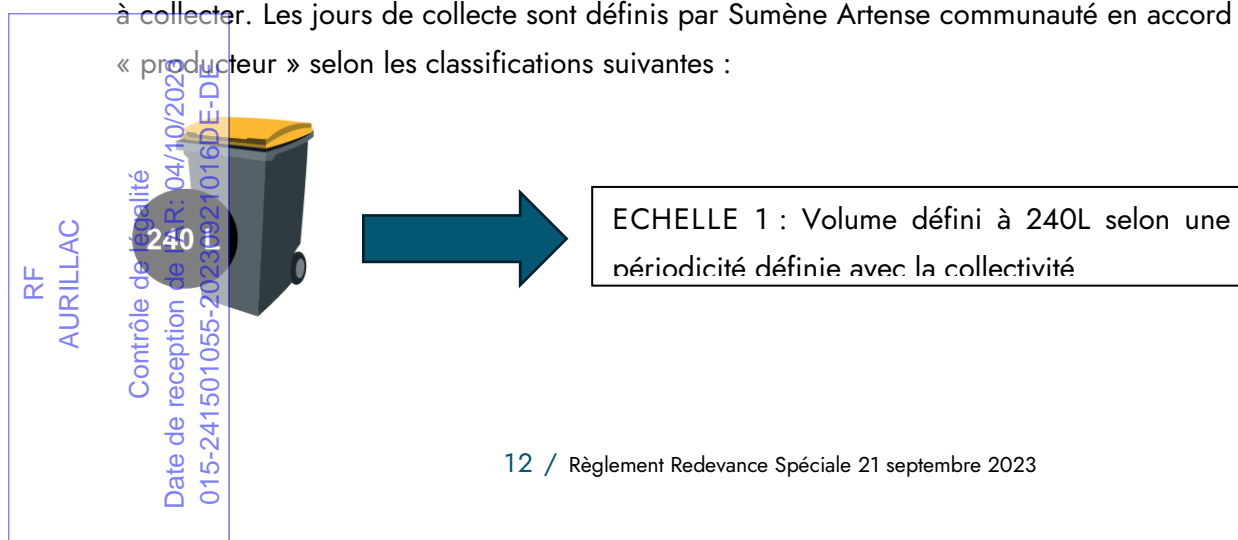 à collecter. Les jours de collecte sont définis par Sumène Artense communauté en accord
« producteur » selon les classifications suivantes :
240 L
ECHELLE 1 : Volume défini à 240L selon une
périodicité définie avec la collectivité
12 / Règlement Redevance Spéciale 21 septembre 2023
RF
AURILLAC
Contrôle de légalité
Date de reception de l'AR: 04/10/2023
015-241501055-20230921016DE-DE